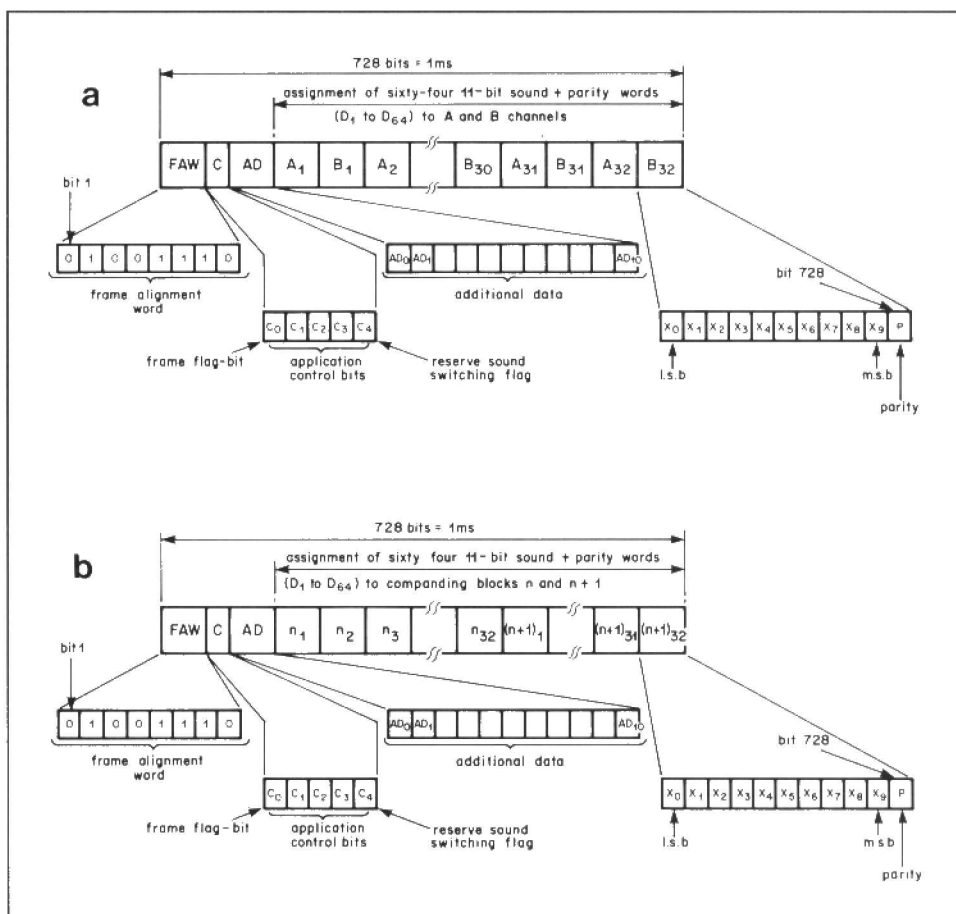 728 bits = 1ms
a
assignment of sixty-four 11-bit sound + parity words
(D1 to D64) to A and B channels
FAW C AD A1 B1 A2 B30 A31 B31 A32 B32
bit 1
0 1 0 0 1 1 1 0
frame alignment
word
AD0 AD1 AD10
additional data
bit 728
C0 C1 C2 C3 C4
frame flag-bit
application
control bits
reserve sound
switching flag
X0 X1 X2 X3 X4 X5 X6 X7 X8 X9 P
l.s.b
m.s.b
parity
728 bits = 1ms
b
assignment of sixty four 11-bit sound + parity words
(D1 to D64) to companding blocks n and n + 1
FAW C AD n1 n2 n3 n32 (n+1)1 (n+1)31 (n+1)32
bit 1
0 1 0 0 1 1 1 0
frame alignment
word
AD0 AD1 AD10
additional data
bit 728
C0 C1 C2 C3 C4
frame flag-bit
application
control bits
reserve sound
switching flag
X0 X1 X2 X3 X4 X5 X6 X7 X8 X9 P
l.s.b
m.s.b
parity